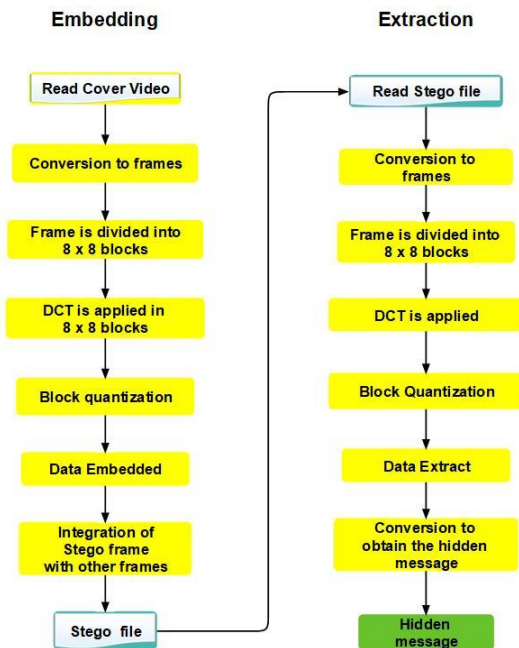 Embedding
Read Cover Video
Conversion to frames
Frame is divided into
8 x 8 blocks
DCT is applied in
8 x 8 blocks
Block quantization
Data Embedded
Integration of
Stego frame
with other frames
Stego file
Extraction
Read Stego file
Conversion to
frames
Frame is divided into
8 x 8 blocks
DCT is applied
Block Quantization
Data Extract
Conversion to
obtain the hidden
message
Hidden
message